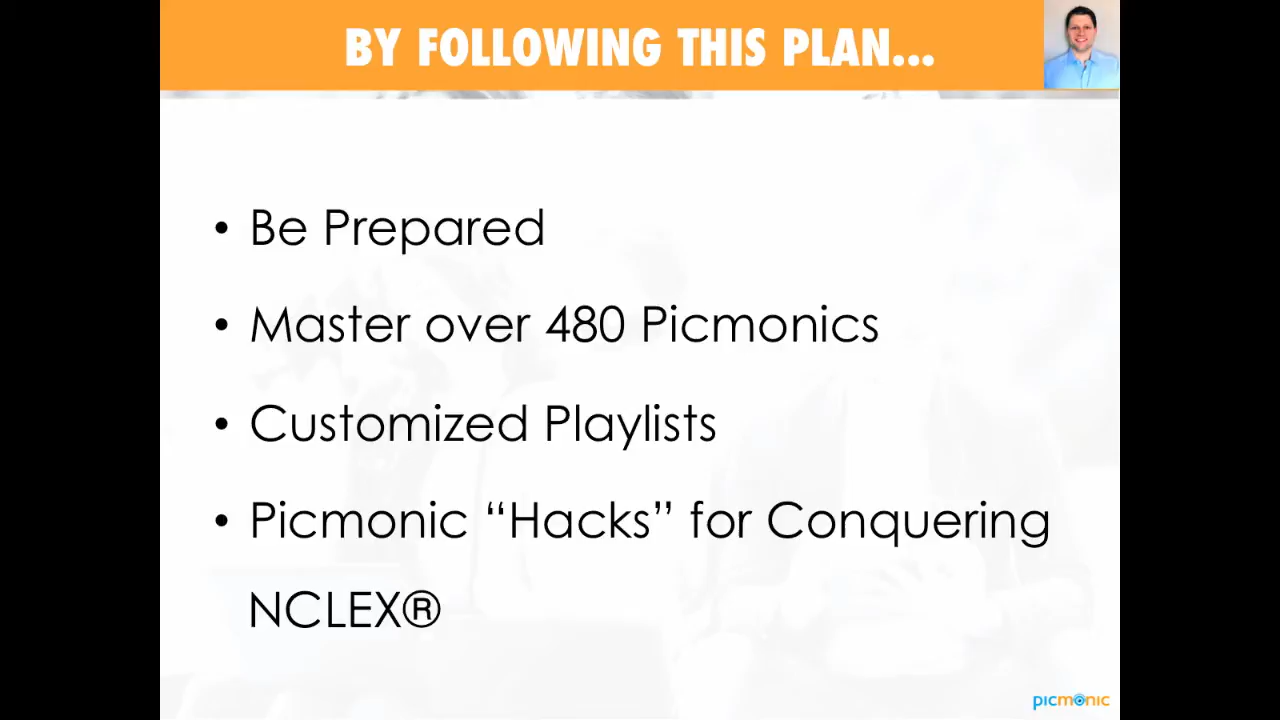 BY FOLLOWING THIS PLAN...
• Be Prepared
• Master over 480 Picmonics
• Customized Playlists
• Picmonic “Hacks” for Conquering
NCLEX®
picmonic